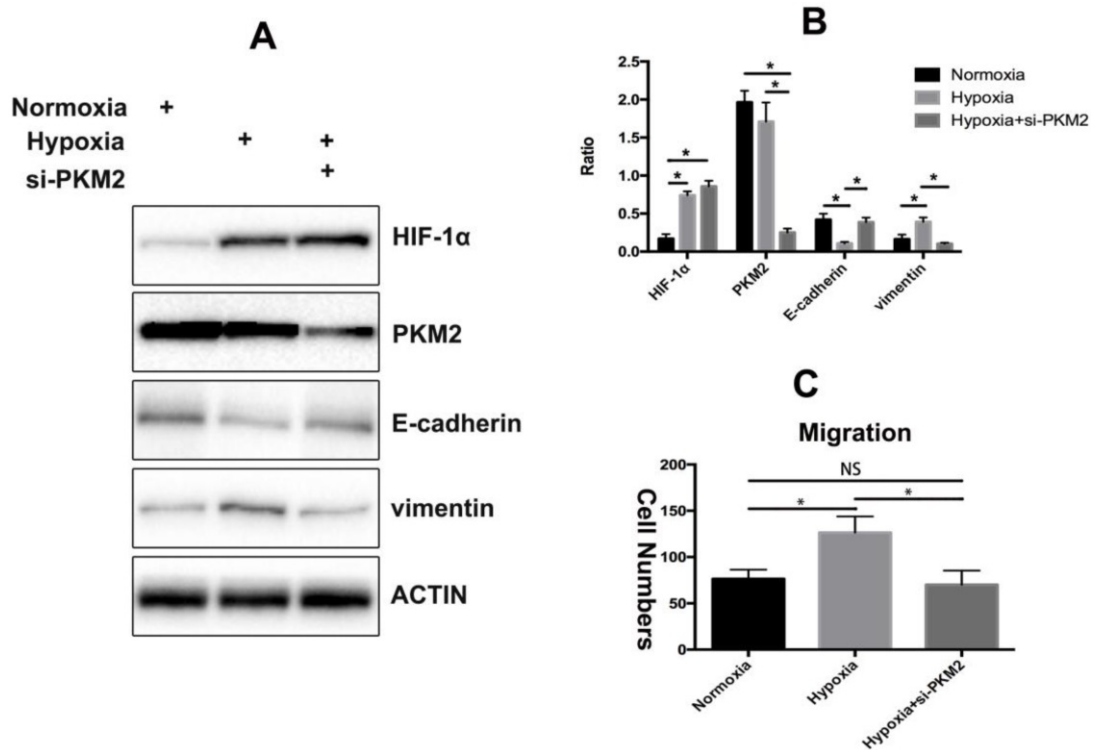 A
Normoxia +
Hypoxia + +
si-PKM2 +
HIF-1α
PKM2
E-cadherin
vimentin
ACTIN
B
2.5
2.0
1.5
1.0
0.5
0.0
Ratio
* * * * * * * *
Normoxia
Hypoxia
Hypoxia+si-PKM2
HIF-1α
PKM2
E-cadherin
vimentin
C
Migration
200
150
100
50
0
Cell Numbers
NS
* *
Normoxia
Hypoxia
Hypoxia+si-PKM2